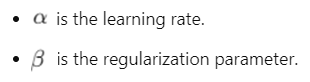 • α is the learning rate.
• β is the regularization parameter.